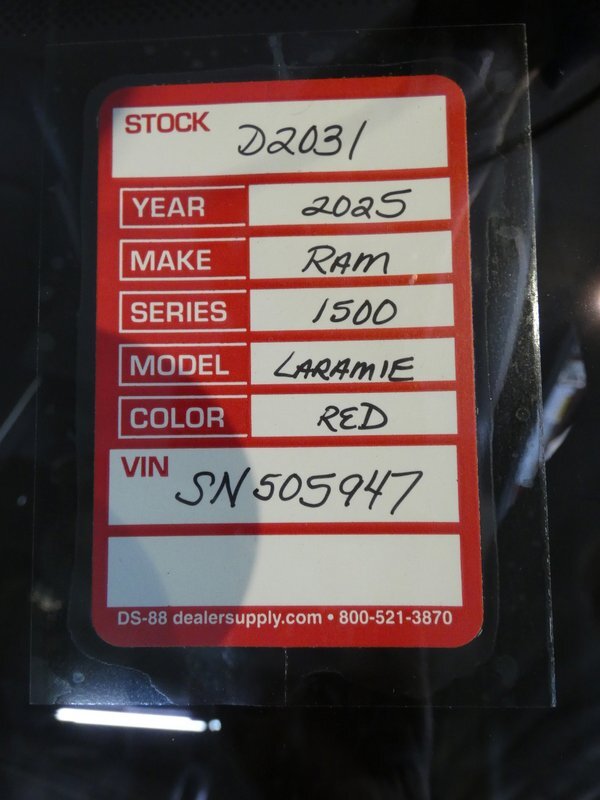 STOCK D2031
YEAR 2025
MAKE RAM
SERIES 1500
MODEL LARAMIE
COLOR RED
VIN SN505947
DS-88 dealersupply.com • 800-521-3870